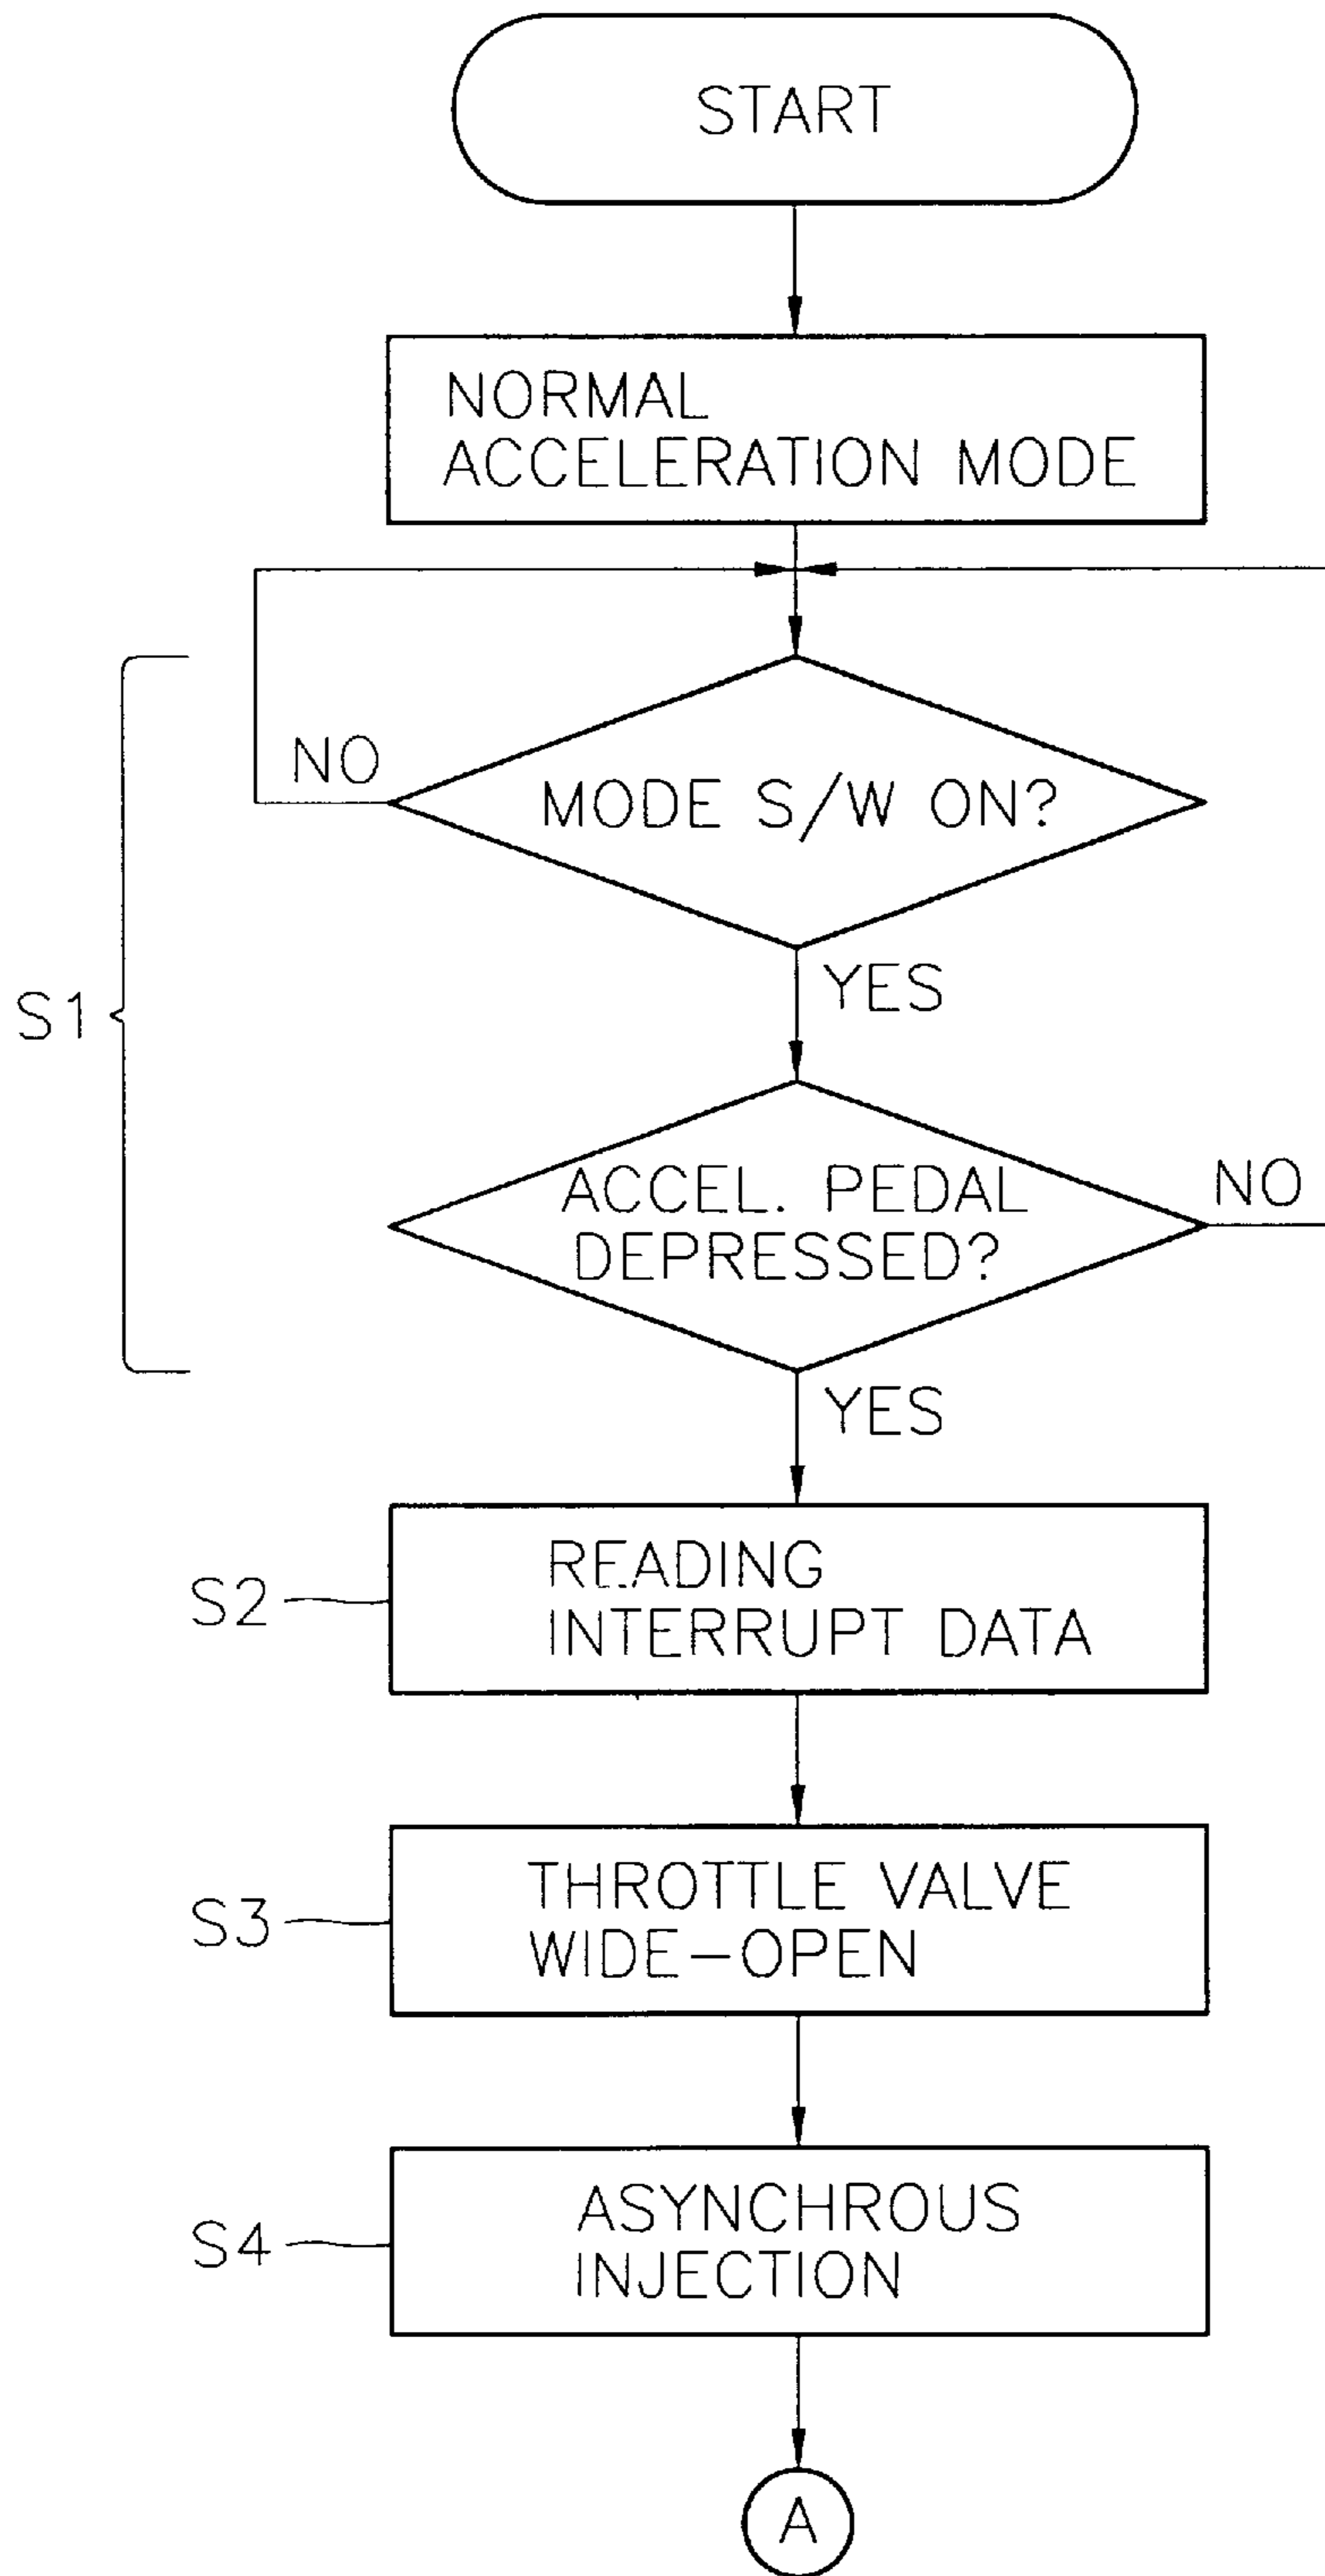 START
NORMAL
ACCELERATION MODE
NO
MODE S/W ON?
YES
S1
ACCEL. PEDAL
DEPRESSED?
NO
YES
S2
READING
INTERRUPT DATA
S3
THROTTLE VALVE
WIDE-OPEN
S4
ASYNCHROUS
INJECTION
A